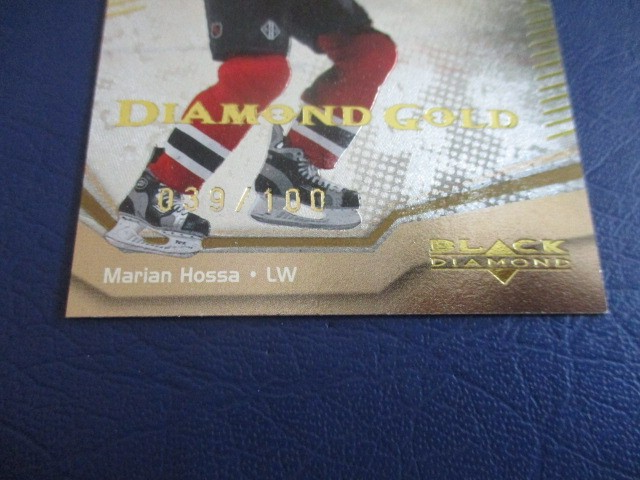 DIAMOND GOLD
039/100
BLACK
DIAMOND
Marian Hossa • LW